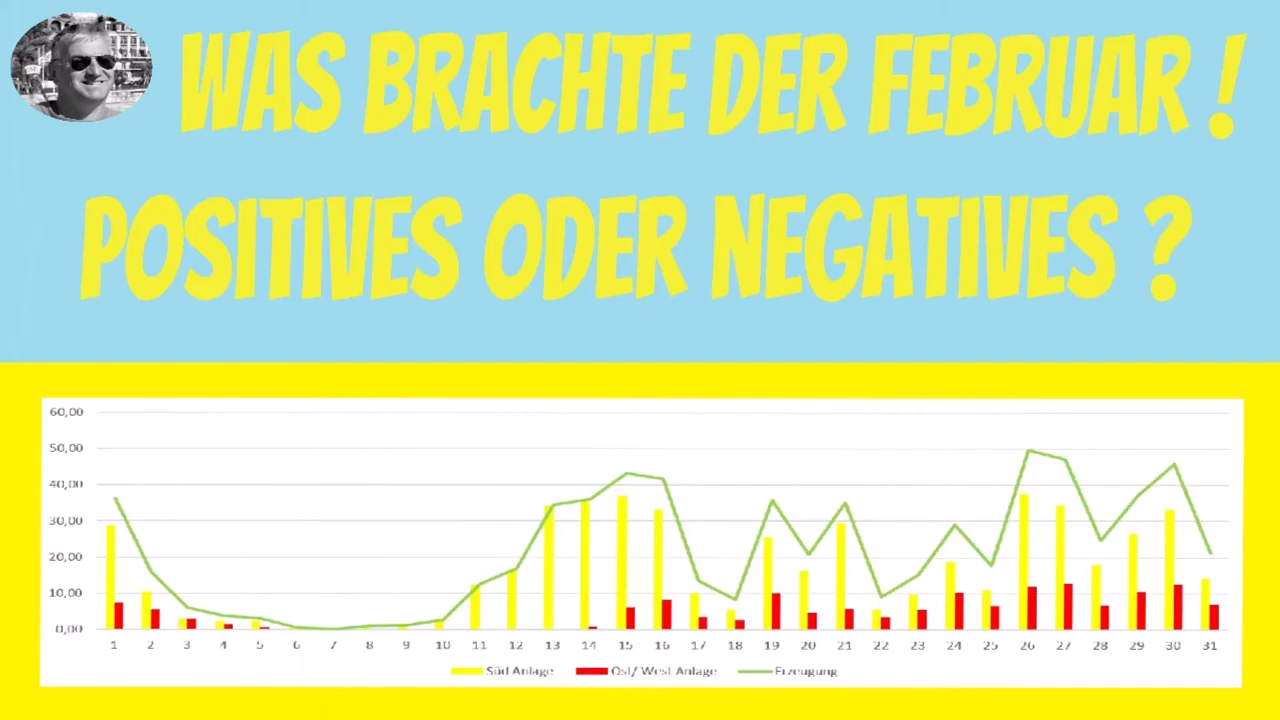 WAS BRACHTE DER FEBRUAR !
POSITIVES ODER NEGATIVES ?
60,00
50,00
40,00
30,00
20,00
10,00
0,00
1 2 3 4 5 6 7 8 9 10 11 12 13 14 15 16 17 18 19 20 21 22 23 24 25 26 27 28 29 30 31
Süd Anlage Ost/ West Anlage Erzeugung